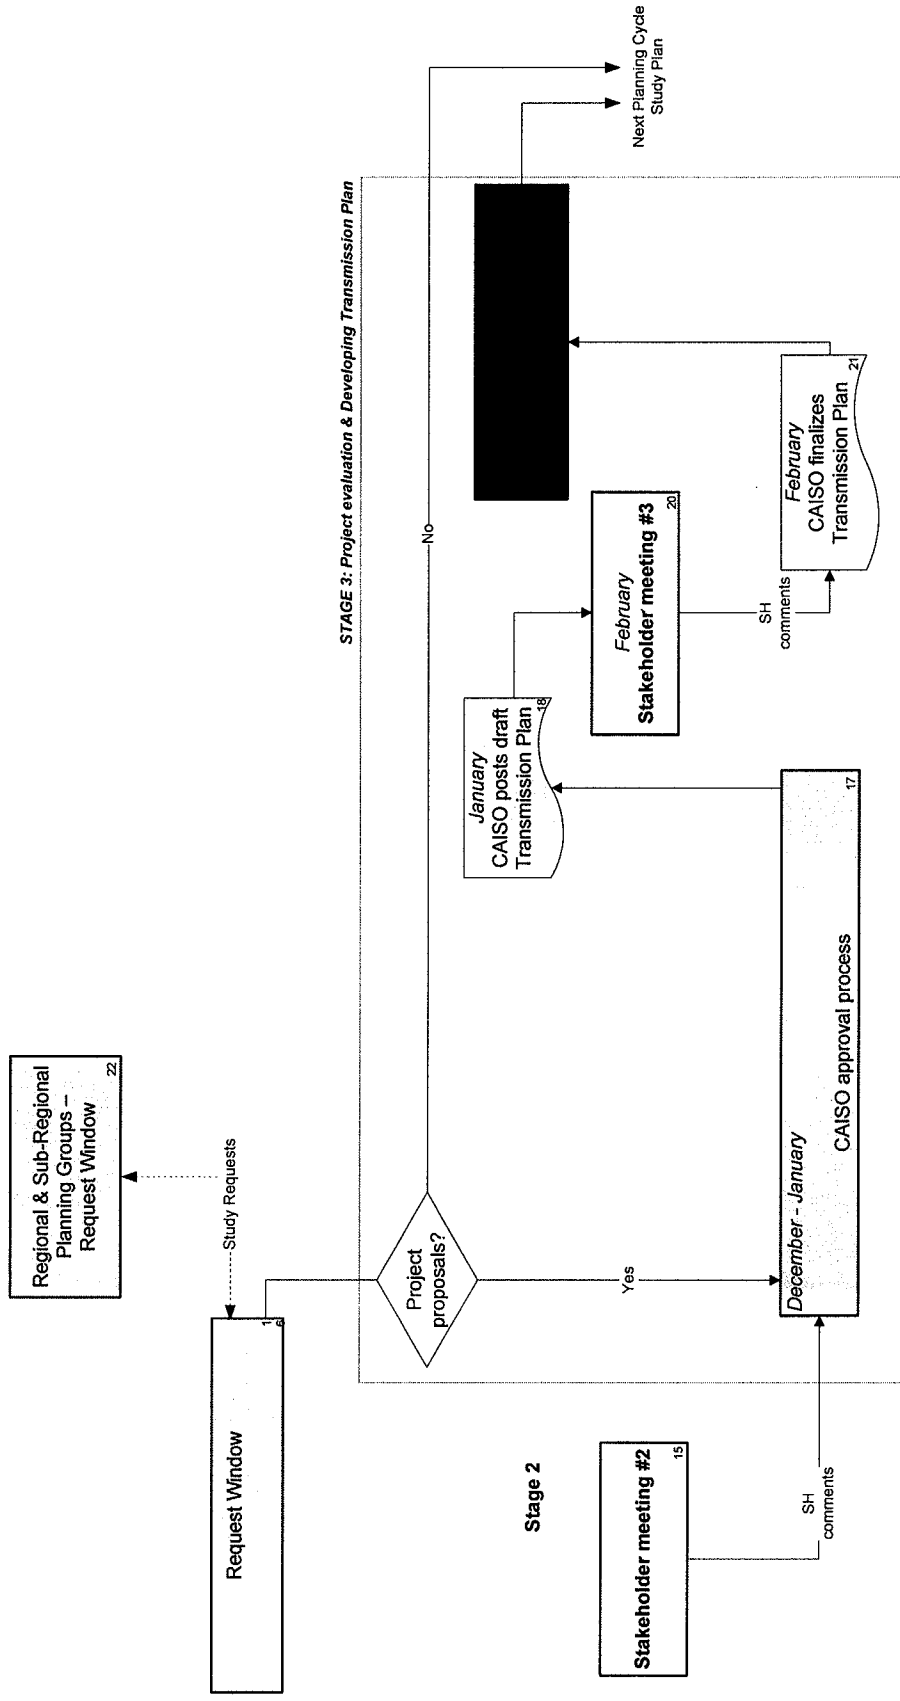 Regional & Sub-Regional
Planning Groups –
Request Window
22
Study Requests
Request Window
1
6
STAGE 3: Project evaluation & Developing Transmission Plan
Project
proposals?
No
Yes
Next Planning Cycle
Study Plan
January
CAISO posts draft
Transmission Plan
18
Stage 2
Stakeholder meeting #2
15
SH
comments
December - January
CAISO approval process
17
February
Stakeholder meeting #3
20
SH
comments
February
CAISO finalizes
Transmission Plan
21